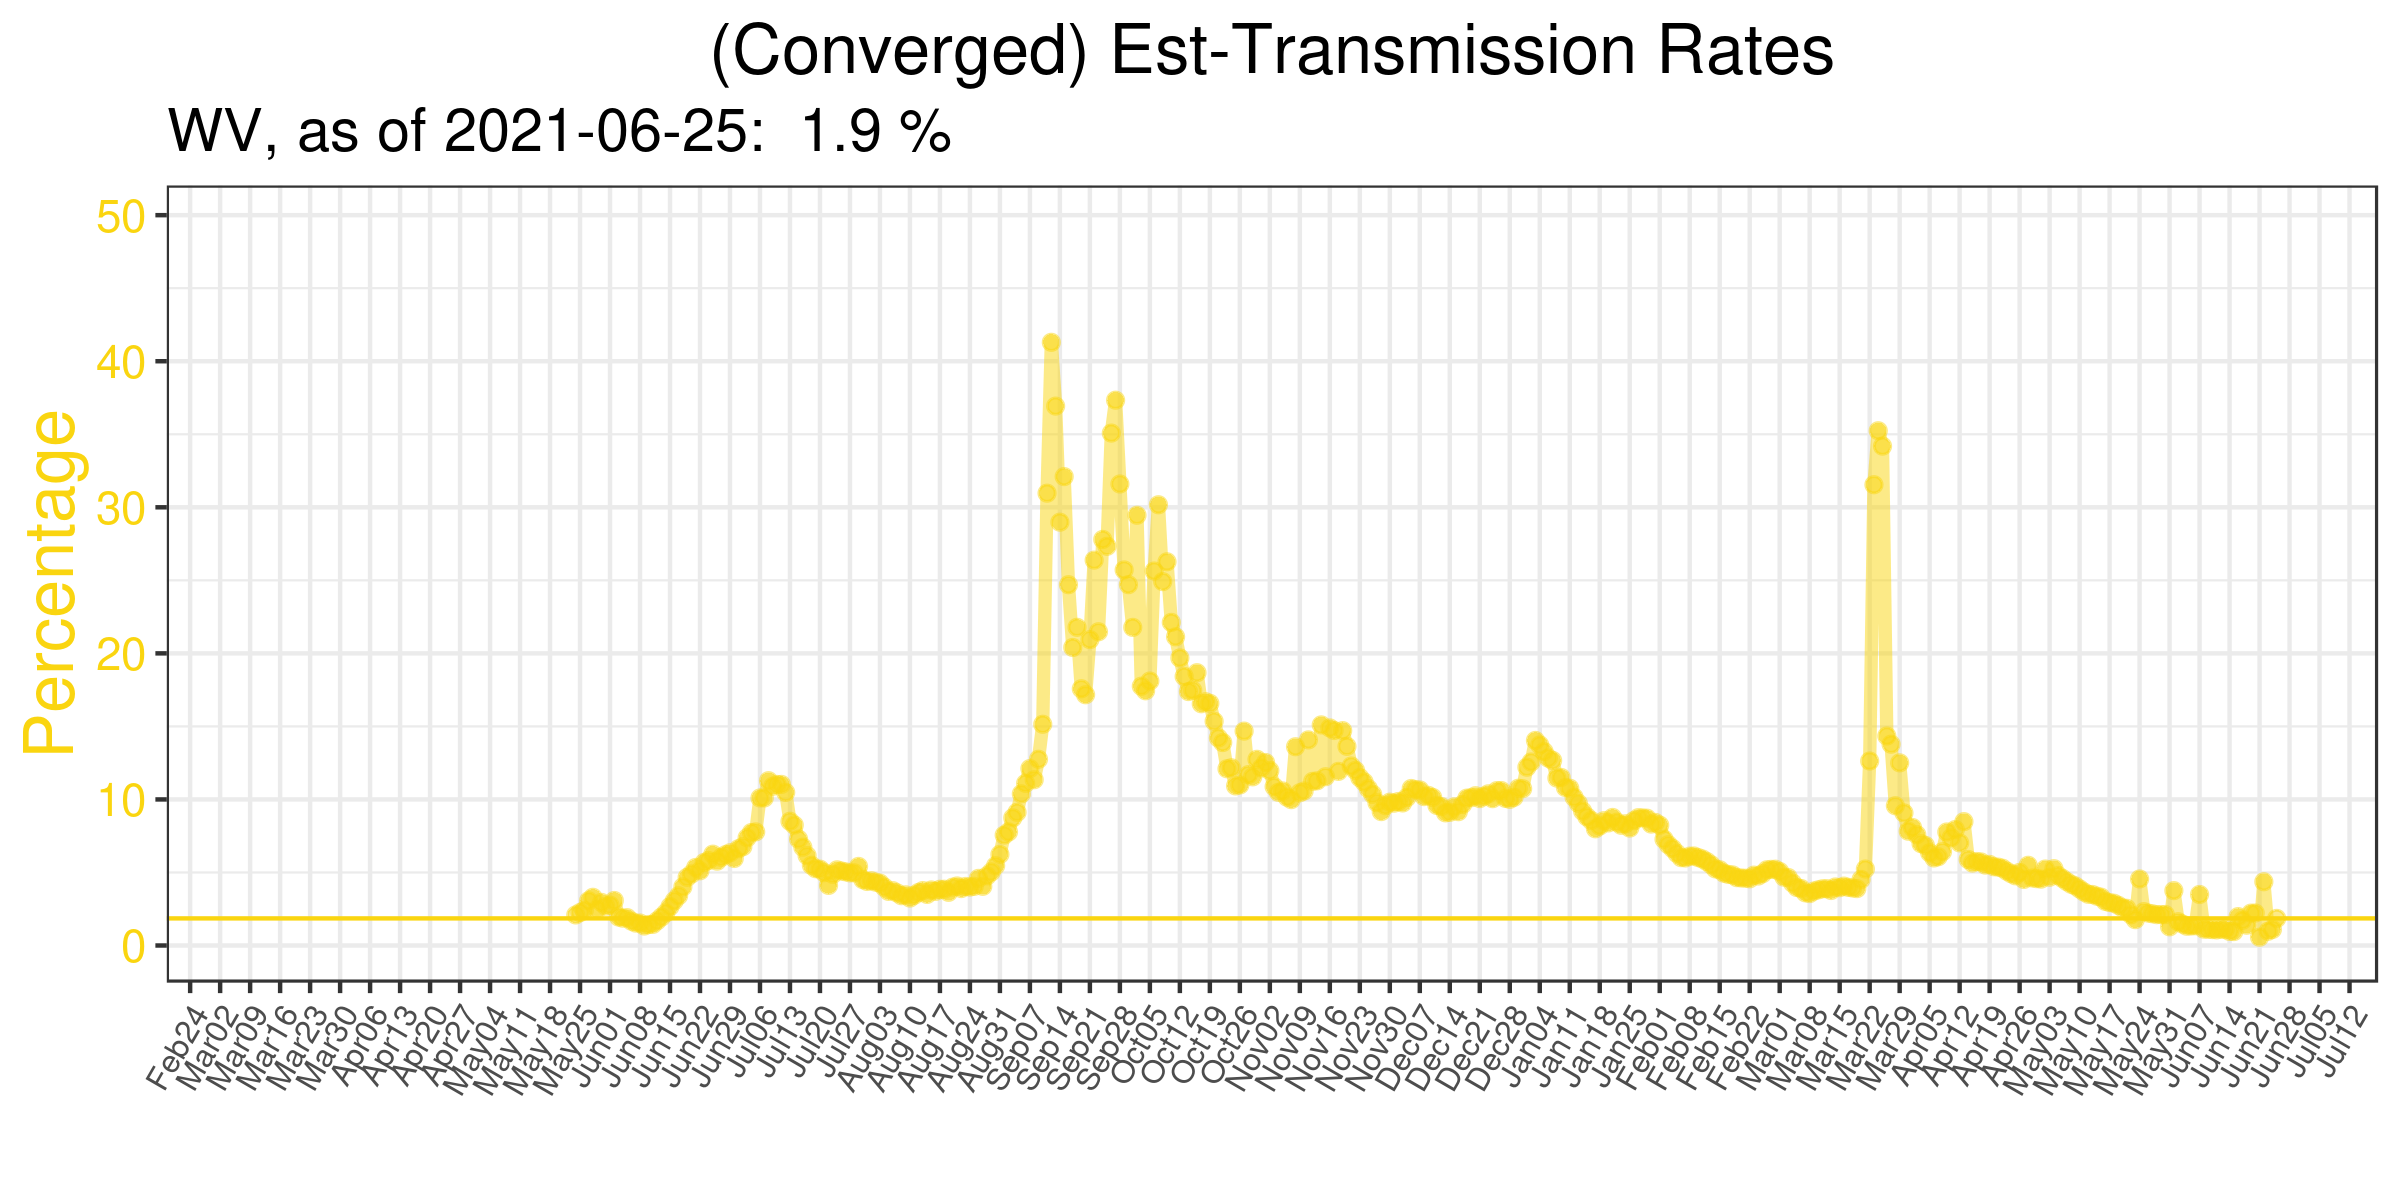 (Converged) Est-Transmission Rates
WV, as of 2021-06-25:  1.9 %
Percentage
50
40
30
20
10
0
Feb24
Mar02
Mar09
Mar16
Mar23
Mar30
Apr06
Apr13
Apr20
Apr27
May04
May11
May18
May25
Jun01
Jun08
Jun15
Jun22
Jun29
Jul06
Jul13
Jul20
Jul27
Aug03
Aug10
Aug17
Aug24
Aug31
Sep07
Sep14
Sep21
Sep28
Oct05
Oct12
Oct19
Oct26
Nov02
Nov09
Nov16
Nov23
Nov30
Dec07
Dec14
Dec21
Dec28
Jan04
Jan11
Jan18
Jan25
Feb01
Feb08
Feb15
Feb22
Mar01
Mar08
Mar15
Mar22
Mar29
Apr05
Apr12
Apr19
Apr26
May03
May10
May17
May24
May31
Jun07
Jun14
Jun21
Jun28
Jul05
Jul12